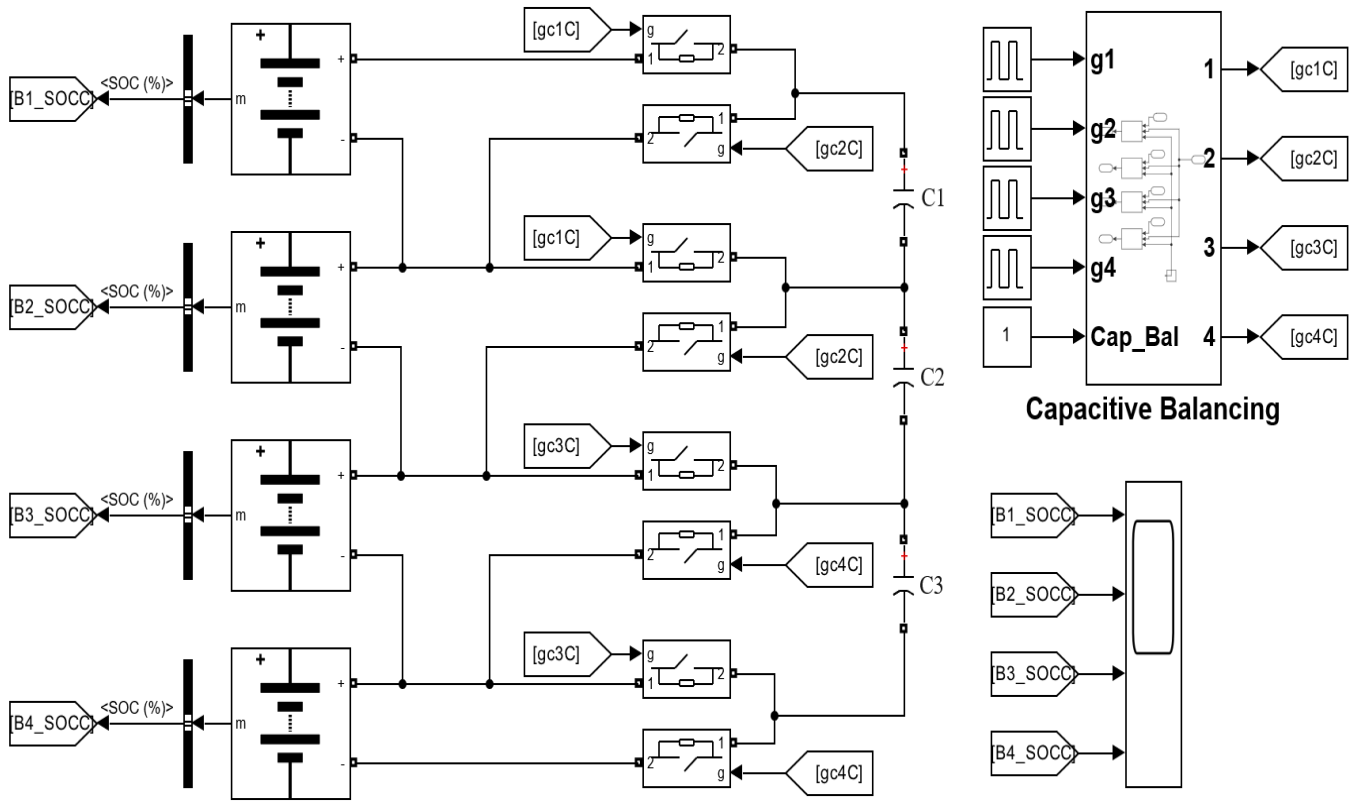 [gc1C]
g
1
2
+
+
-
m
<SOC (%)>
[B1_SOCC]
1
2
g
[gc2C]
C1
[gc1C]
g
1
2
+
+
-
m
<SOC (%)>
[B2_SOCC]
1
2
g
[gc2C]
C2
[gc3C]
g
1
2
+
+
-
m
<SOC (%)>
[B3_SOCC]
1
2
g
[gc4C]
C3
[gc3C]
g
1
2
+
+
-
m
<SOC (%)>
[B4_SOCC]
1
2
g
[gc4C]
g1
1
[gc1C]
g2
2
[gc2C]
g3
3
[gc3C]
g4
1
Cap_Bal
4
[gc4C]
Capacitive Balancing
[B1_SOCC]
[B2_SOCC]
[B3_SOCC]
[B4_SOCC]